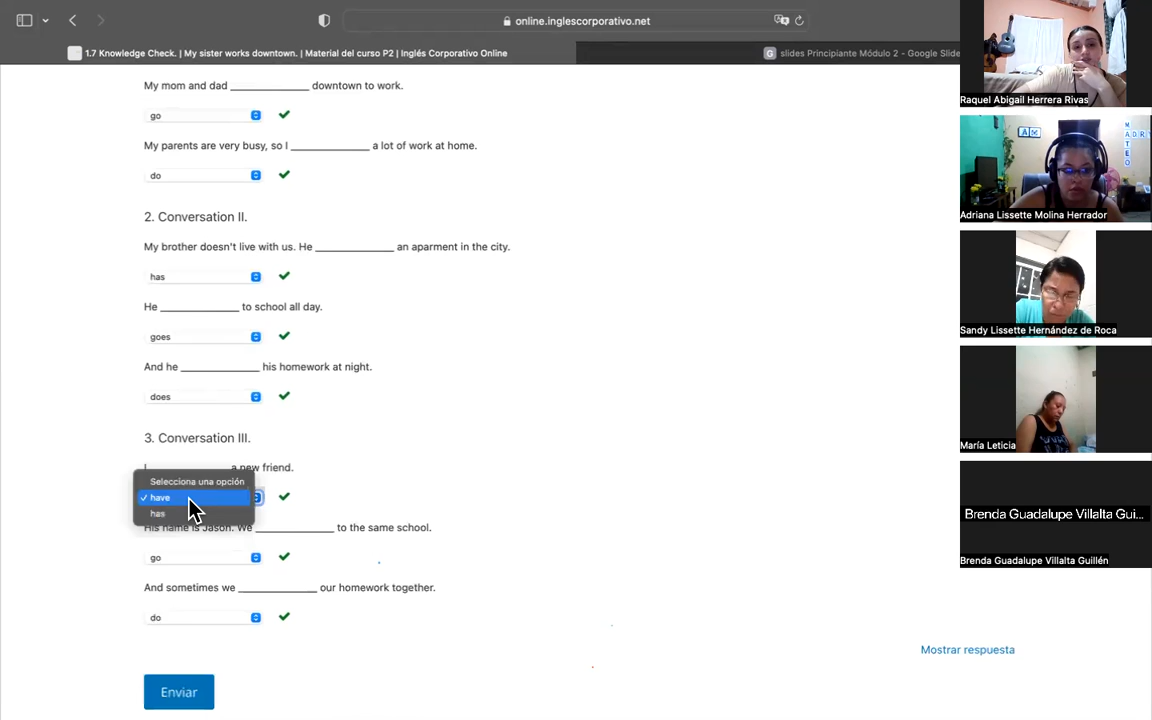 online.inglescorporativo.net
1.7 Knowledge Check. | My sister works downtown. | Material del curso P2 | Inglés Corporativo Online
slides Principiante Módulo 2 - Google Slide
My mom and dad ______________ downtown to work.
go
My parents are very busy, so I ______________ a lot of work at home.
do
2. Conversation II.
My brother doesn't live with us. He ______________ an aparment in the city.
has
He ______________ to school all day.
goes
And he ______________ his homework at night.
does
3. Conversation III.
I ______________ a new friend.
Selecciona una opción
have
has
His name is Jason. We ______________ to the same school.
go
And sometimes we ______________ our homework together.
do
Mostrar respuesta
Enviar
Raquel Abigail Herrera Rivas
Adriana Lissette Molina Herrador
Sandy Lissette Hernández de Roca
María Leticia
Brenda Guadalupe Villalta Gui...
Brenda Guadalupe Villalta Guillén